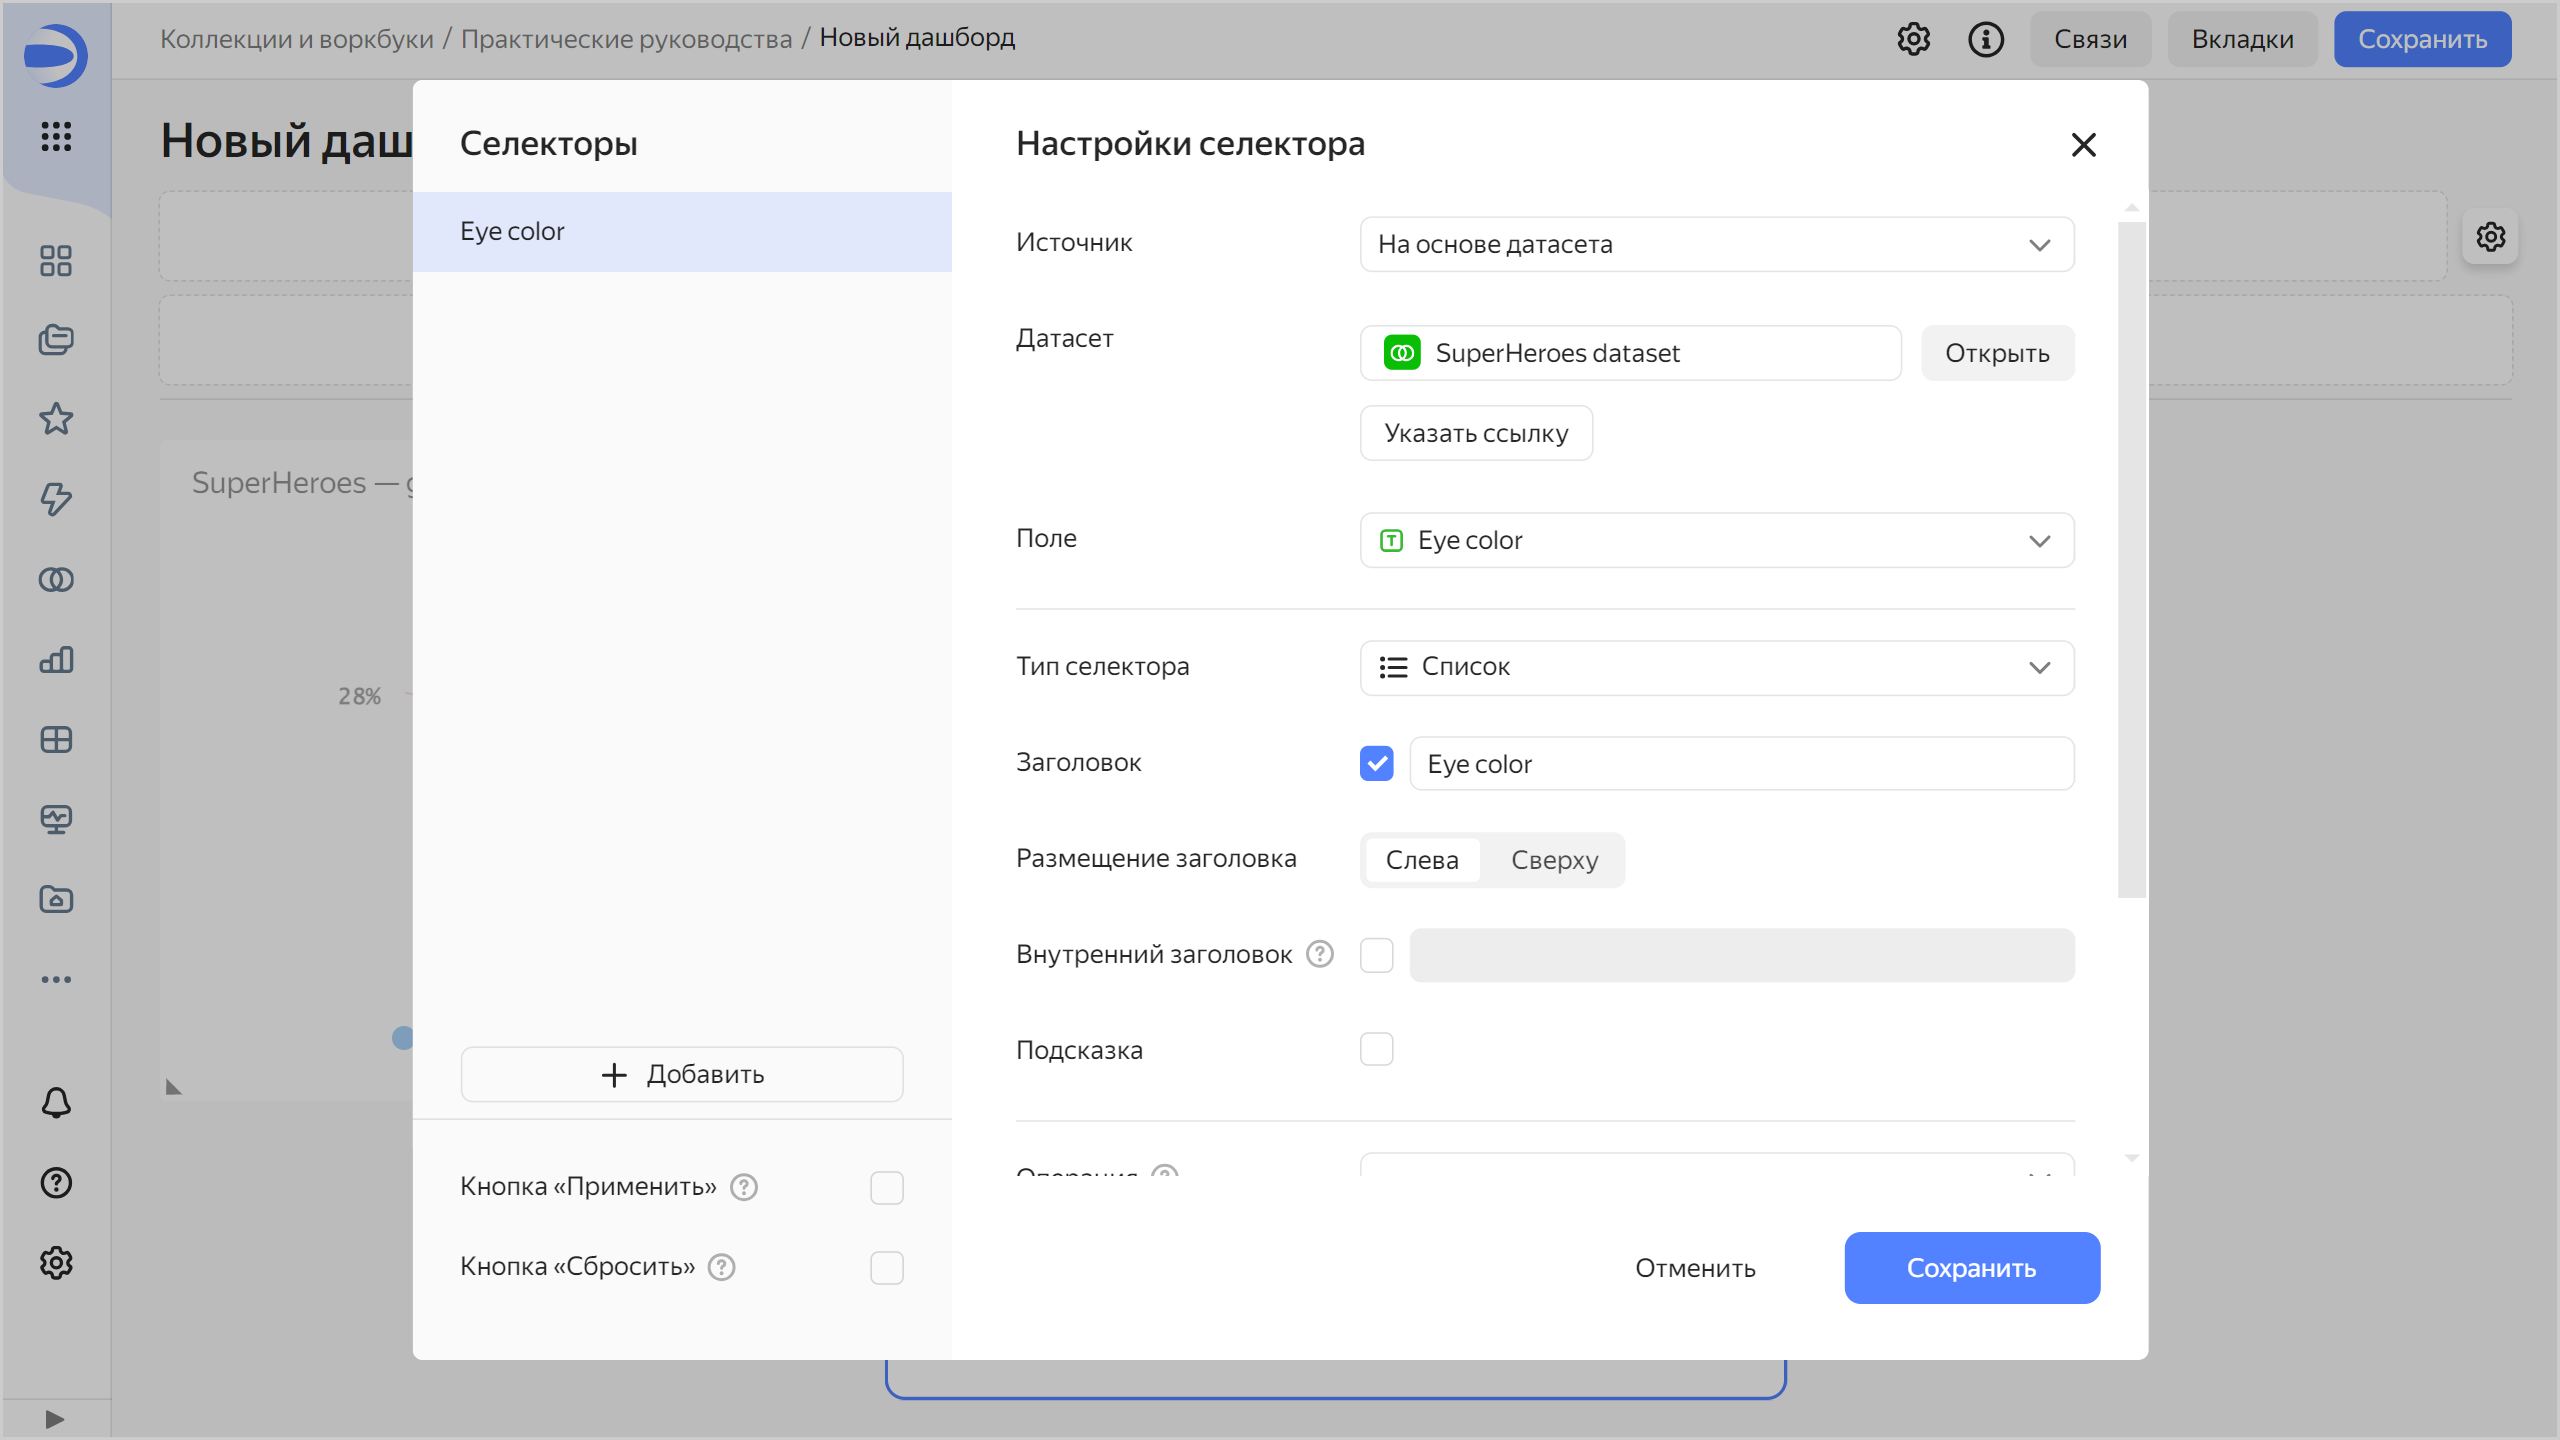 Коллекции и воркбуки / Практические руководства / Новый дашборд
Связи
Вкладки
Сохранить
Новый даш
SuperHeroes —
28%
Селекторы
Eye color
Добавить
Кнопка «Применить»
Кнопка «Сбросить»
Настройки селектора
Источник
На основе датасета
Датасет
SuperHeroes dataset
Открыть
Указать ссылку
Поле
Eye color
Тип селектора
Список
Заголовок
Eye color
Размещение заголовка
Слева
Сверху
Внутренний заголовок
Подсказка
Операция
Отменить
Сохранить